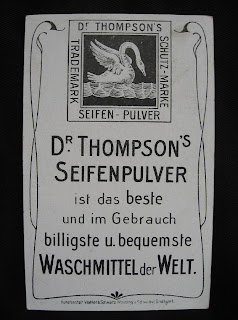 DR THOMPSON'S
TRADEMARK
SCHUTZ-MARKE
SEIFEN-PULVER
DR THOMPSON'S
SEIFENPULVER
ist das beste
und im Gebrauch
billigste u. bequemste
WASCHMITTEL der WELT.